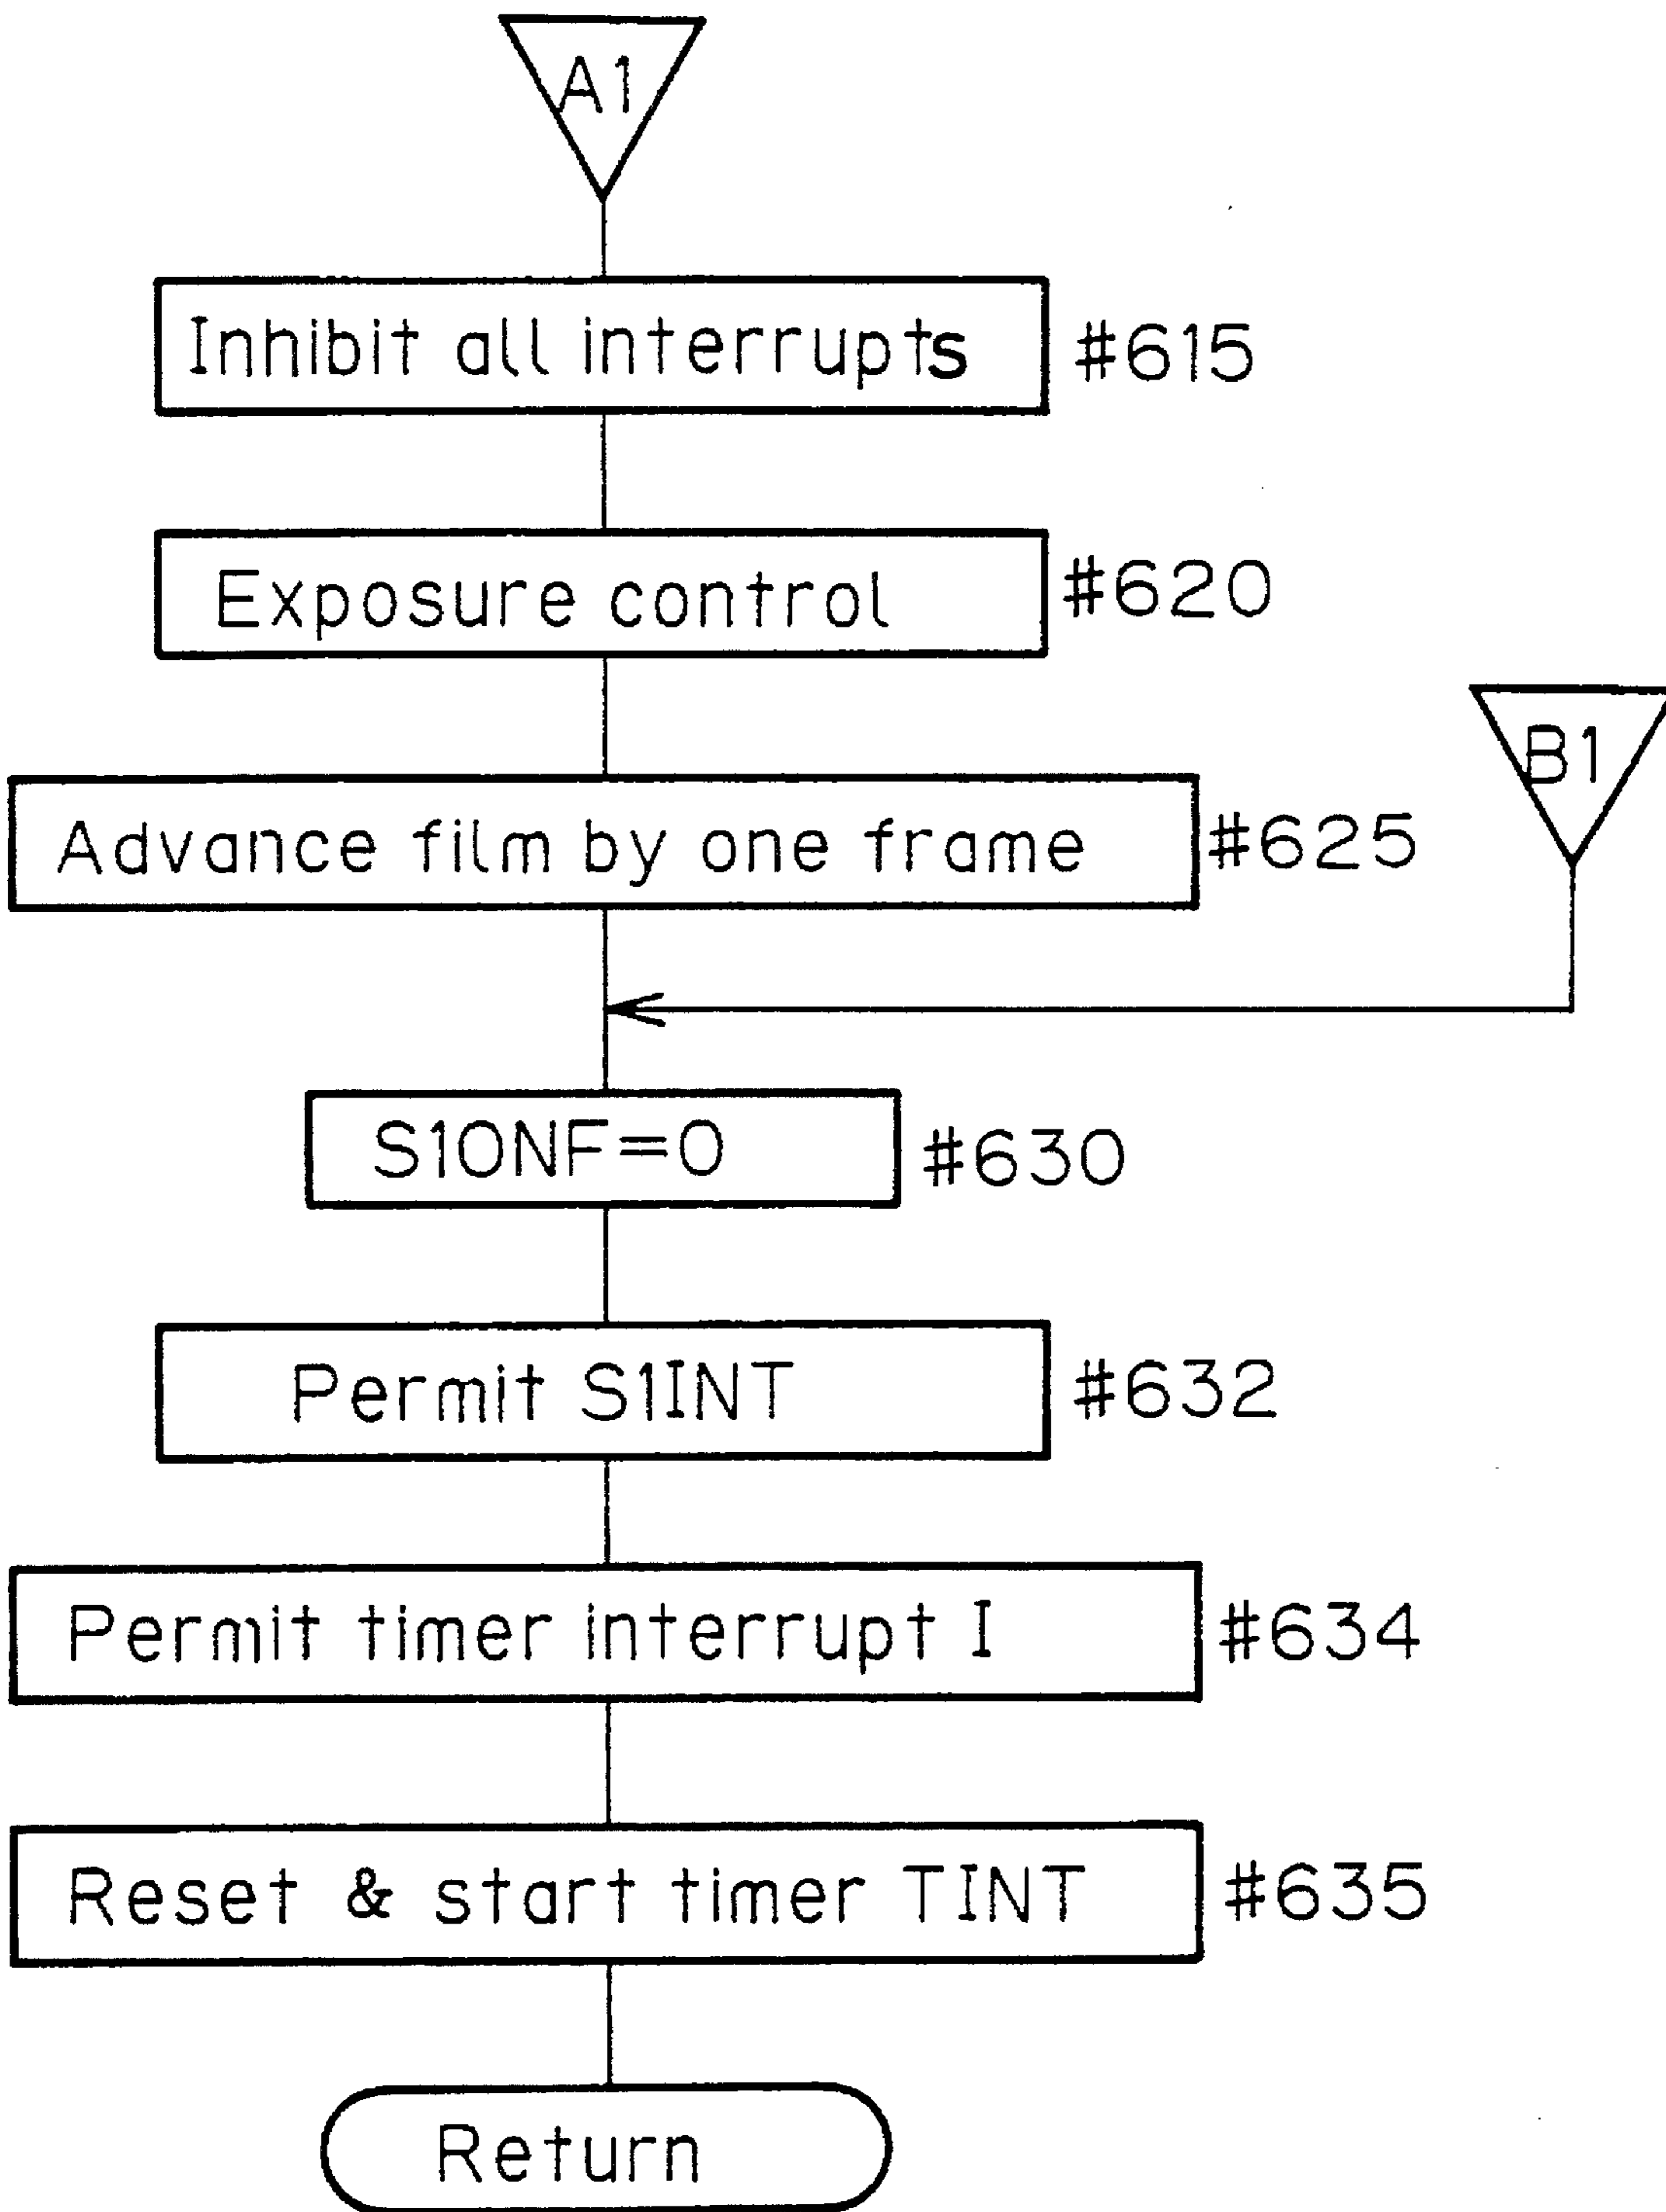 A1
Inhibit all interrupts #615
Exposure control #620
B1
Advance film by one frame #625
S1ONF=0 #630
Permit S1INT #632
Permit timer interrupt I #634
Reset & start timer TINT #635
Return